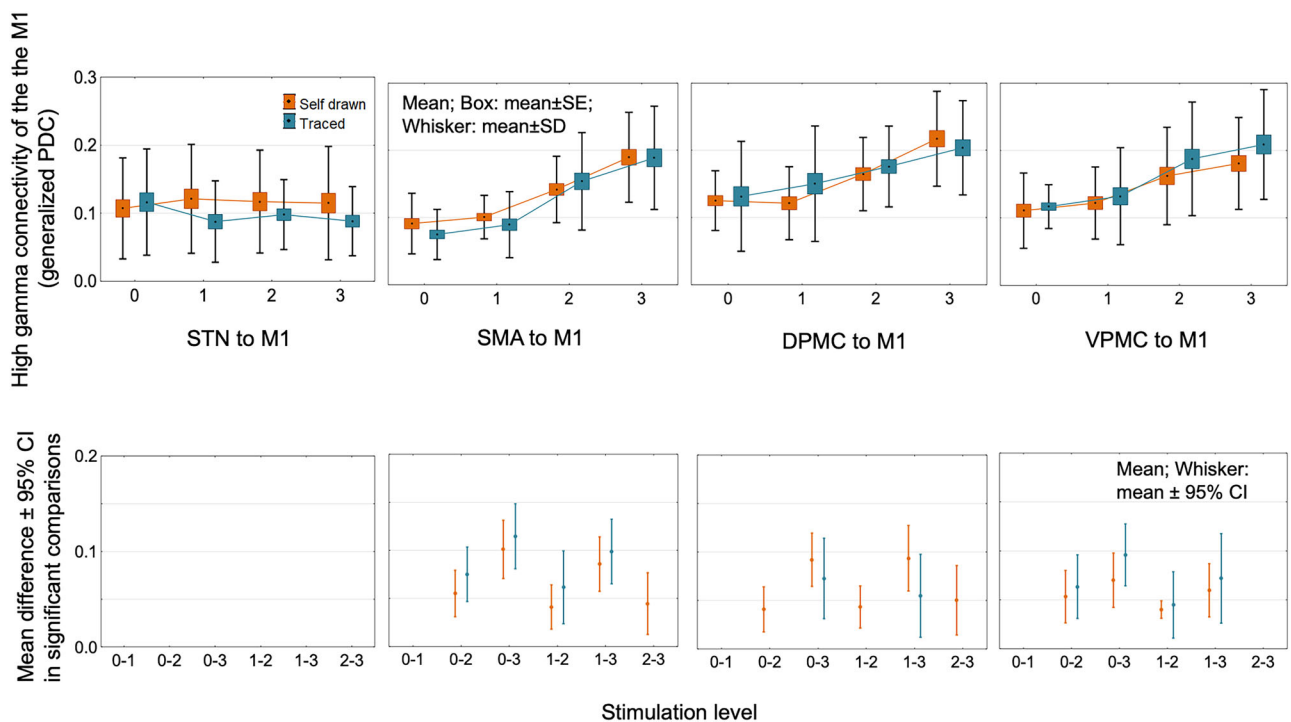 High gamma connectivity of the the M1
(generalized PDC)
0.3
0.2
0.1
0.0
Self drawn
Traced
0 1 2 3
STN to M1
Mean; Box: mean±SE;
Whisker: mean±SD
0 1 2 3
SMA to M1
0 1 2 3
DPMC to M1
0 1 2 3
VPMC to M1
Mean difference ± 95% CI
in significant comparisons
0.2
0.1
0.0
0-1 0-2 0-3 1-2 1-3 2-3
0-1 0-2 0-3 1-2 1-3 2-3
0-1 0-2 0-3 1-2 1-3 2-3
Mean; Whisker:
mean ± 95% CI
0-1 0-2 0-3 1-2 1-3 2-3
Stimulation level